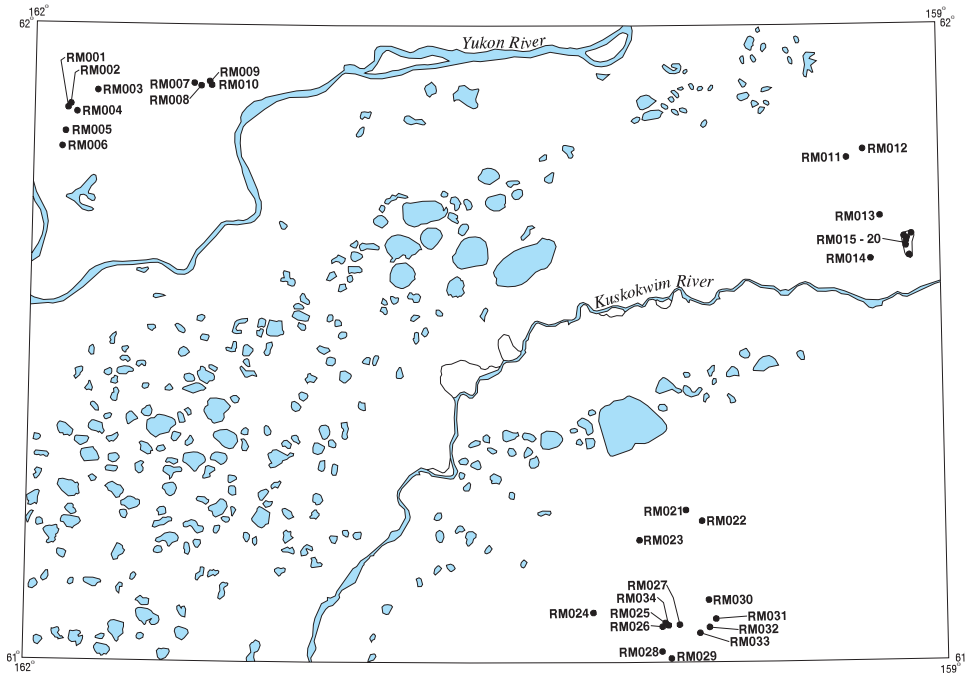 162°
159°
62°
62°
Yukon River
RM001
RM002
RM003
RM004
RM005
RM006
RM007
RM008
RM009
RM010
RM011
RM012
RM013
RM015 - 20
RM014
Kuskokwim River
RM021
RM022
RM023
RM024
RM027
RM034
RM025
RM026
RM028
RM029
RM030
RM031
RM032
RM033
61°
61
162°
159°